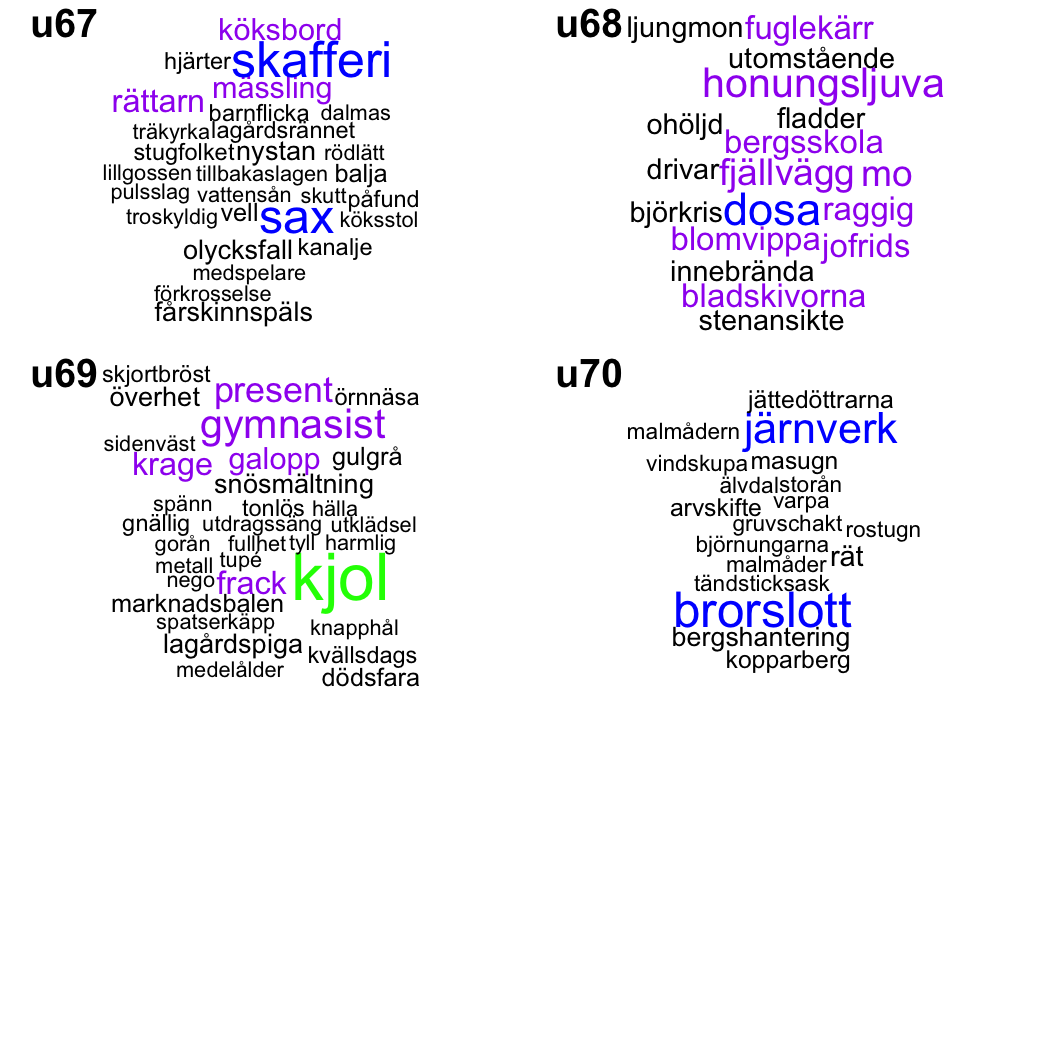 u67
köksbord
hjärter skafferi
mässling
rättarn
barnflicka dalmas
träkyrka lagårdsrännet
stugfolket nystan rödlätt
lillgossen tillbakaslagen balja
pulsslag vattensån skutt påfund
troskyldig vell sax köksstol
olycksfall kanalje
medspelare
förkrosselse
fårskinnspäls
u68 ljungmon fuglekärr
utomstående
honungsljuva
fladder
ohöljd
bergsskola
drivar fjällvägg mo
björkris dosa raggig
blomvippa jofrids
innebrända
bladskivorna
stenansikte
u69 skjortbröst
överhet present örnnäsa
gymnasist
sidenväst
krage galopp gulgrå
snösmältning
spänn tonlös hälla
gnällig utdragssäng utklädsel
gorån fullhet tyll harmlig
metall tupé
nego frack kjol
marknadsbalen
spatserkäpp knapphål
lagårdspiga kvällsdags
medelålder dödsfara
u70
jättedöttrarna
malmådern järnverk
vindskupa masugn
älvdalstorån
arvskifte varpa
gruvschakt rostugn
björnungarna rät
malmåder
tändsticksask
brorslott
bergshantering
kopparberg